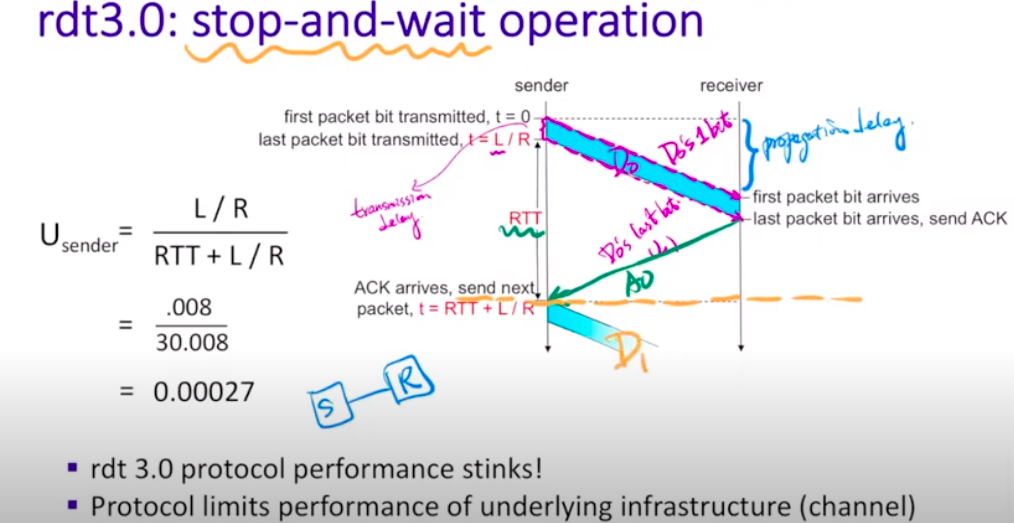 rdt3.0: stop-and-wait operation
sender
receiver
first packet bit transmitted, t = 0
last packet bit transmitted, t = L / R
D0
D0's 1 bit
propagation delay.
transmission
delay
first packet bit arrives
last packet bit arrives, send ACK
RTT
D0's last bit
A0
U sender = L / R
RTT + L / R
= .008
30.008
= 0.00027
ACK arrives, send next
packet, t = RTT + L / R
D1
S
R
▪ rdt 3.0 protocol performance stinks!
▪ Protocol limits performance of underlying infrastructure (channel)